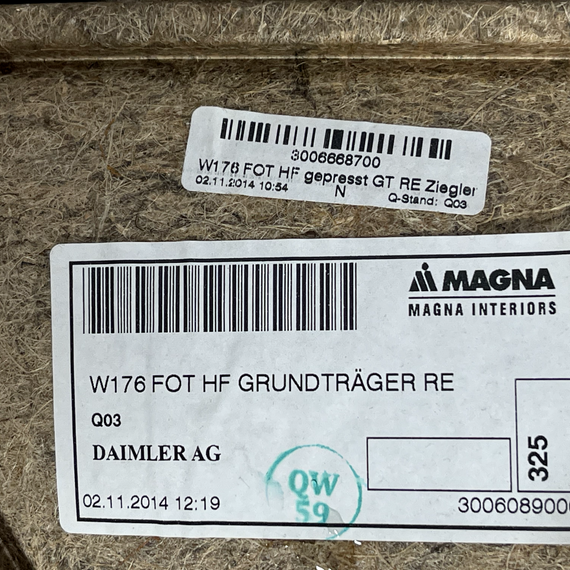 3006668700
W176 FOT HF gepresst GT RE Ziegler
02.11.2014 10:54
N
Q-Stand: Q03
MAGNA
MAGNA INTERIORS
W176 FOT HF GRUNDTRÄGER RE
Q03
DAIMLER AG
325
QW
59
02.11.2014 12:19